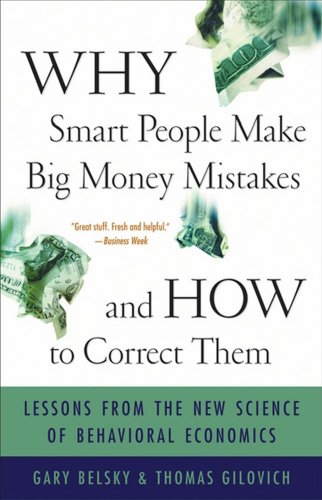 WHY
Smart People Make
Big Money Mistakes
"Great stuff. Fresh and helpful."
—Business Week
and HOW
to Correct Them
LESSONS FROM THE NEW SCIENCE
OF BEHAVIORAL ECONOMICS
GARY BELSKY & THOMAS GILOVICH